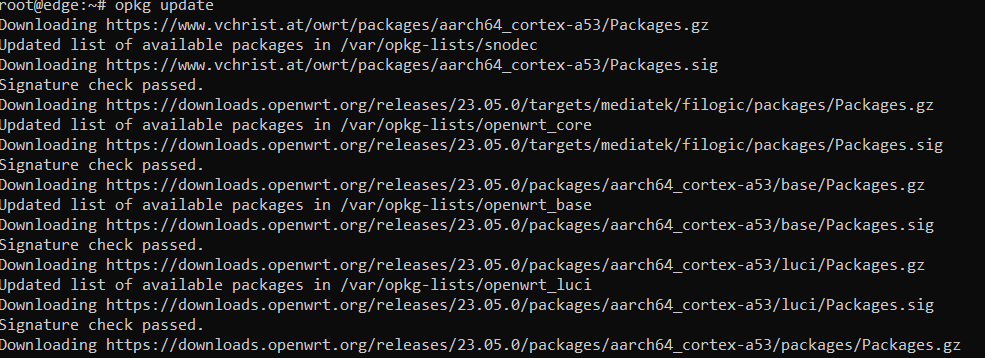 root@edge:~# opkg update
Downloading https://www.vchrist.at/owrt/packages/aarch64_cortex-a53/Packages.gz
Updated list of available packages in /var/opkg-lists/snodec
Downloading https://www.vchrist.at/owrt/packages/aarch64_cortex-a53/Packages.sig
Signature check passed.
Downloading https://downloads.openwrt.org/releases/23.05.0/targets/mediatek/filogic/packages/Packages.gz
Updated list of available packages in /var/opkg-lists/openwrt_core
Downloading https://downloads.openwrt.org/releases/23.05.0/targets/mediatek/filogic/packages/Packages.sig
Signature check passed.
Downloading https://downloads.openwrt.org/releases/23.05.0/packages/aarch64_cortex-a53/base/Packages.gz
Updated list of available packages in /var/opkg-lists/openwrt_base
Downloading https://downloads.openwrt.org/releases/23.05.0/packages/aarch64_cortex-a53/base/Packages.sig
Signature check passed.
Downloading https://downloads.openwrt.org/releases/23.05.0/packages/aarch64_cortex-a53/luci/Packages.gz
Updated list of available packages in /var/opkg-lists/openwrt_luci
Downloading https://downloads.openwrt.org/releases/23.05.0/packages/aarch64_cortex-a53/luci/Packages.sig
Signature check passed.
Downloading https://downloads.openwrt.org/releases/23.05.0/packages/aarch64_cortex-a53/packages/Packages.gz